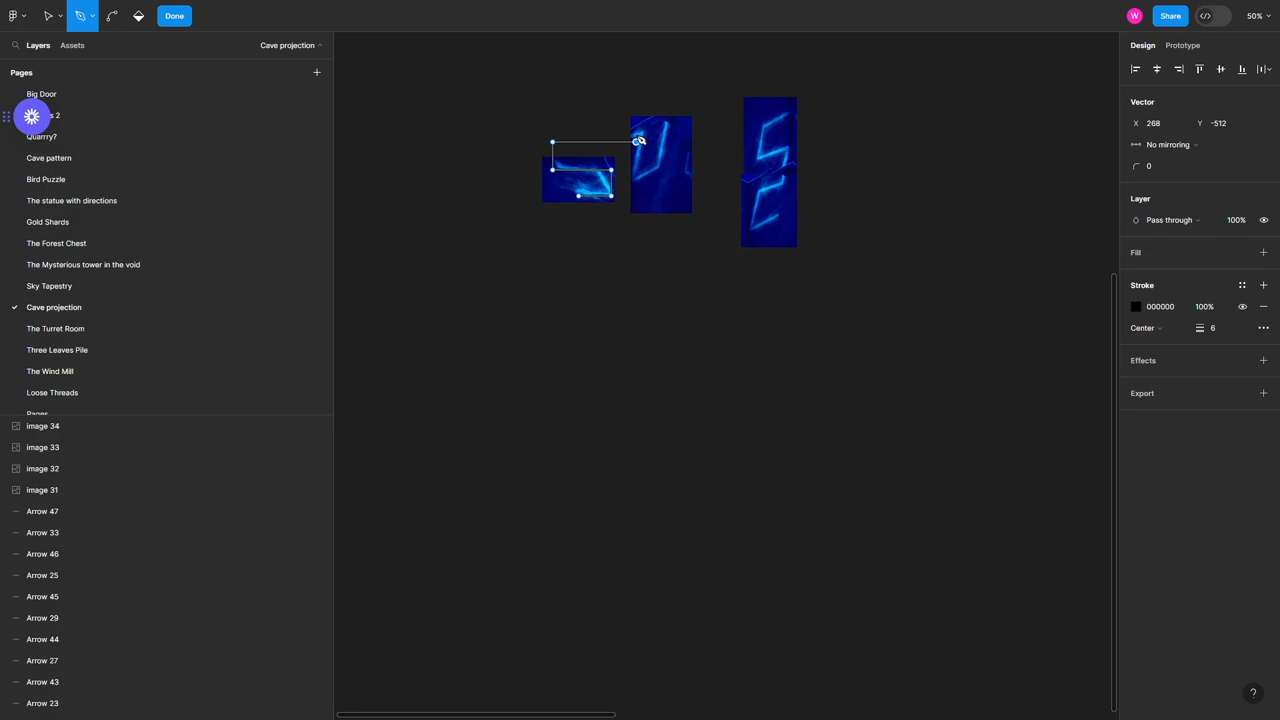 Done
W
Share
50%
Layers
Assets
Cave projection
Design
Prototype
Pages
Big Door
2
Quarrry?
Cave pattern
Bird Puzzle
The statue with directions
Gold Shards
The Forest Chest
The Mysterious tower in the void
Sky Tapestry
Cave projection
The Turret Room
Three Leaves Pile
The Wind Mill
Loose Threads
Pages
image 34
image 33
image 32
image 31
Arrow 47
Arrow 33
Arrow 46
Arrow 25
Arrow 45
Arrow 29
Arrow 44
Arrow 27
Arrow 43
Arrow 23
Vector
X 268 Y -512
No mirroring
0
Layer
Pass through 100%
Fill
Stroke
000000 100%
Center 6
Effects
Export
?